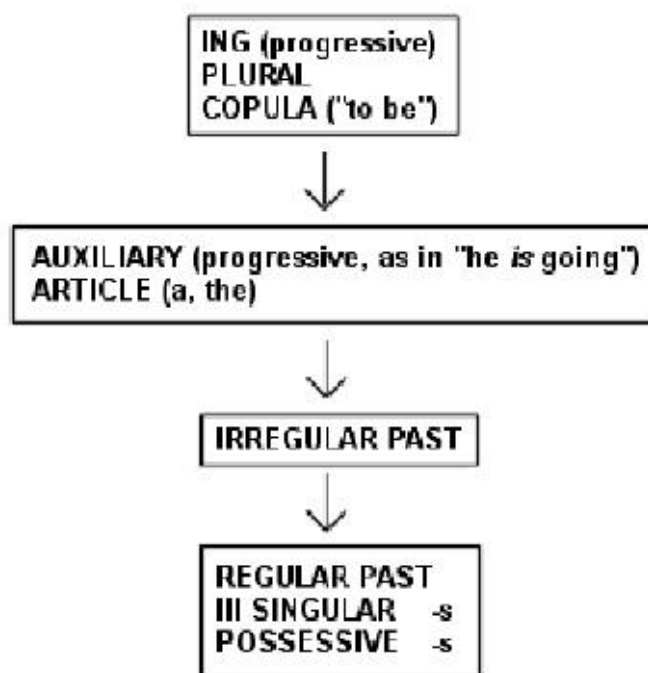 ING (progressive)
PLURAL
COPULA ("to be")
AUXILIARY (progressive, as in "he is going")
ARTICLE (a, the)
IRREGULAR PAST
REGULAR PAST
III SINGULAR -s
POSSESSIVE -s